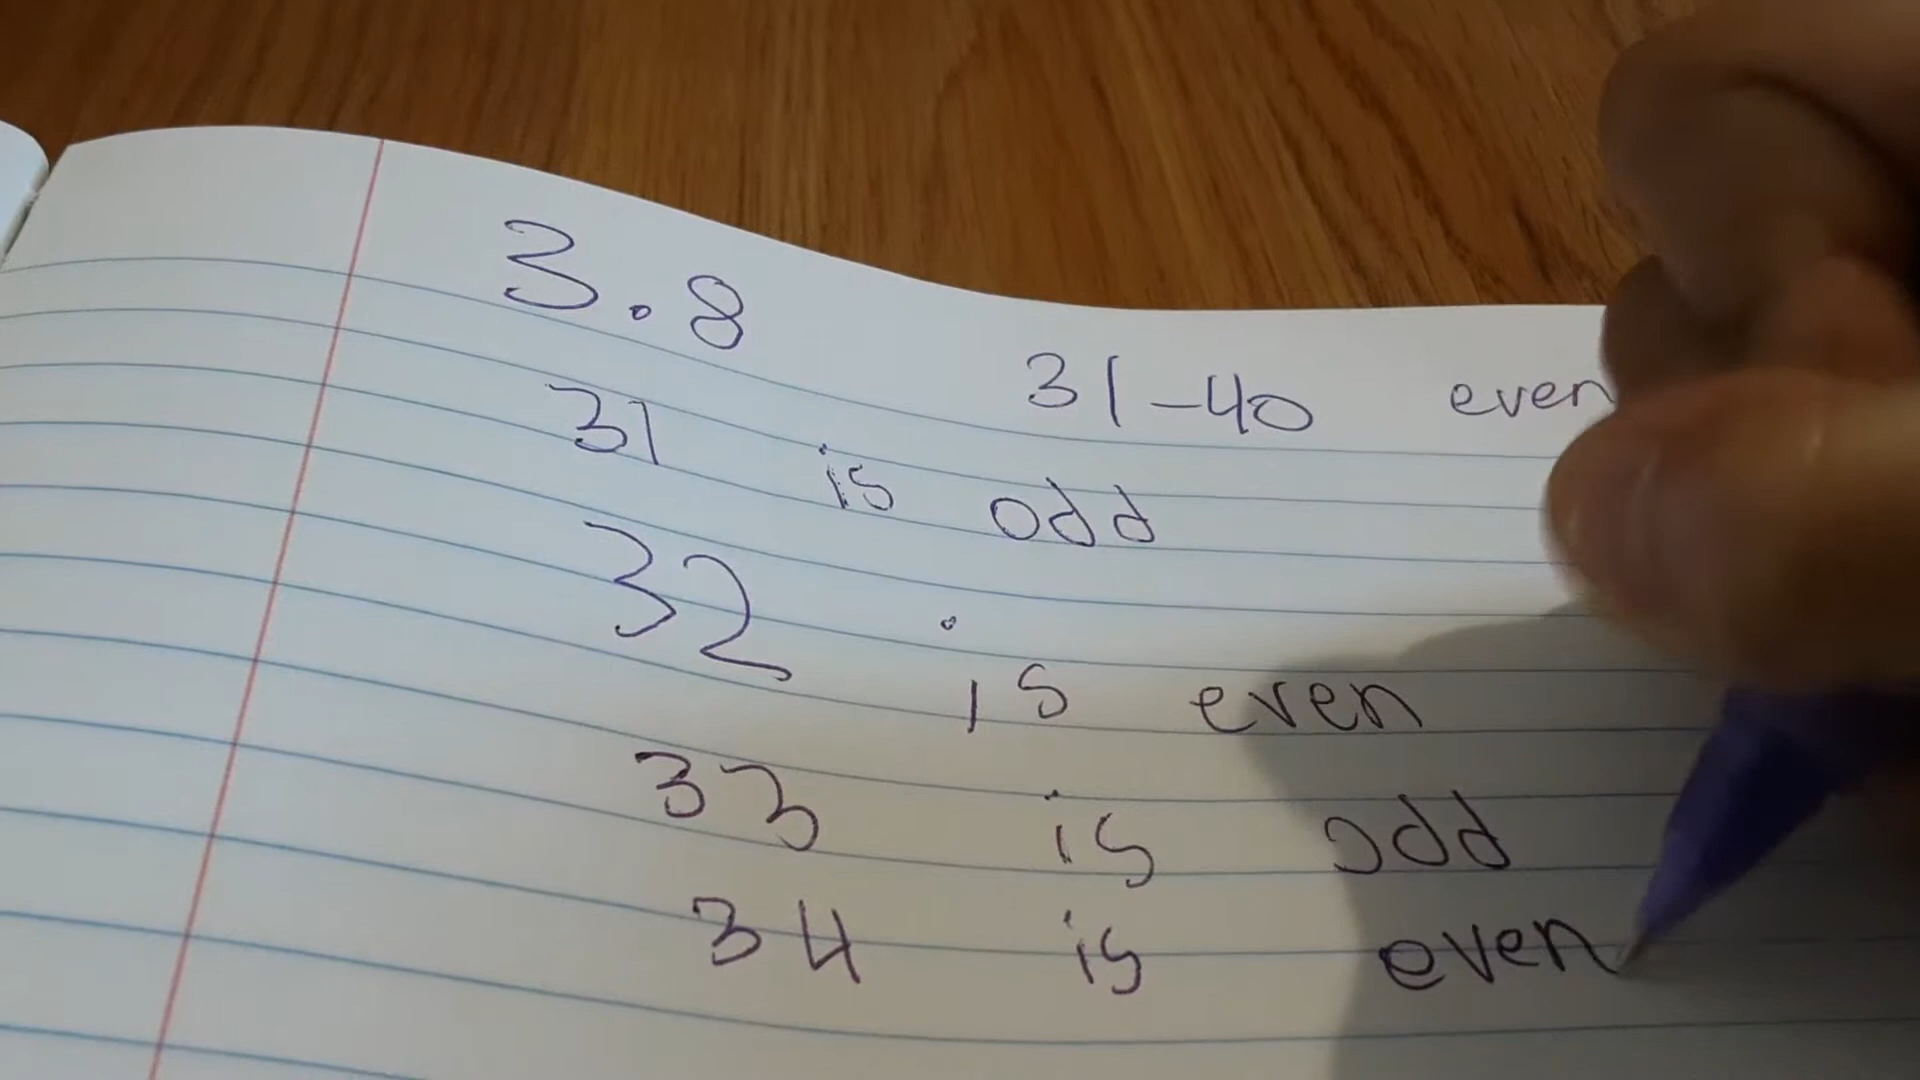 3.8
31-40 even
31 is odd
32 is even
33 is odd
34 is even